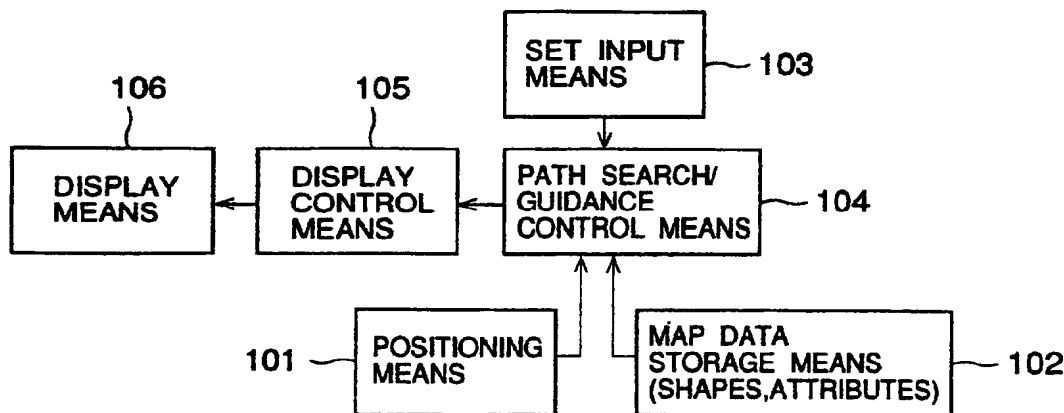 SET INPUT
MEANS
103
106
105
DISPLAY
MEANS
DISPLAY
CONTROL
MEANS
PATH SEARCH/
GUIDANCE
CONTROL MEANS
104
101
POSITIONING
MEANS
MAP DATA
STORAGE MEANS
(SHAPES,ATTRIBUTES)
102